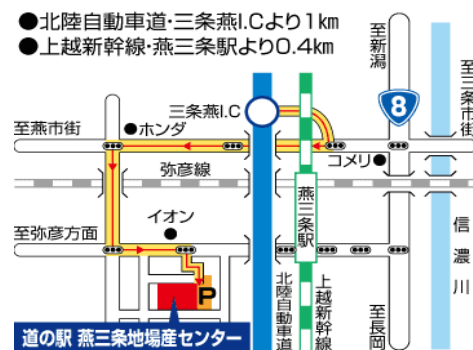 ●北陸自動車道・三条燕I.Cより1km
●上越新幹線・燕三条駅より0.4km
至新潟
至三条市街
三条燕I.C
8
至燕市街
●ホンダ
コメリ●
弥彦線
燕三条駅
イオン
至弥彦方面
信濃川
P
北陸自動車道
上越新幹線
至長岡
道の駅 燕三条地場産センター